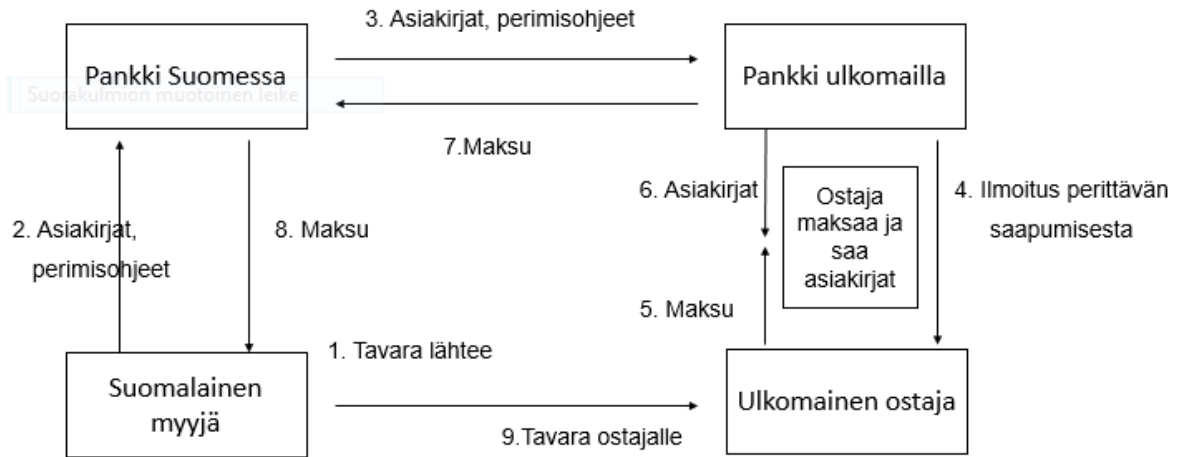 3. Asiakirjat, perimisohjeet
Pankki Suomessa
Pankki ulkomailla
Suorakulmion muotoinen leike
7.Maksu
6. Asiakirjat
Ostaja
maksaa ja
saa
asiakirjat
4. Ilmoitus perittävän
saapumisesta
2. Asiakirjat,
perimisohjeet
8. Maksu
5. Maksu
1. Tavara lähtee
Suomalainen
myyjä
Ulkomainen ostaja
9.Tavara ostajalle